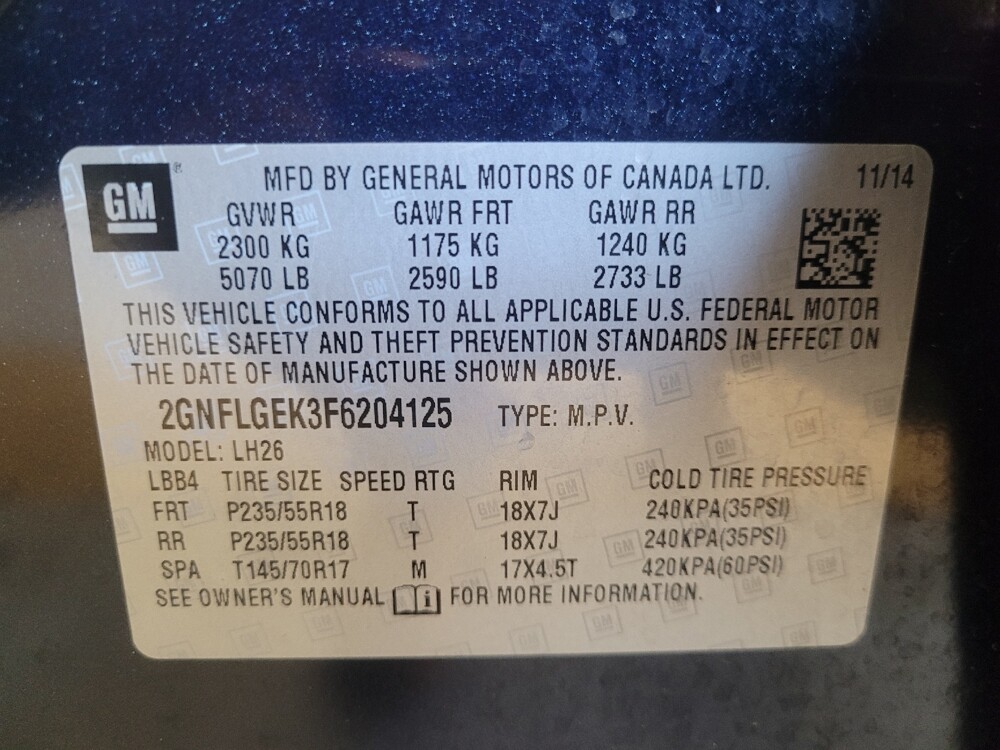 GM ® MFD BY GENERAL MOTORS OF CANADA LTD. 11/14
GVWR GAWR FRT GAWR RR
2300 KG 1175 KG 1240 KG
5070 LB 2590 LB 2733 LB
THIS VEHICLE CONFORMS TO ALL APPLICABLE U.S. FEDERAL MOTOR
VEHICLE SAFETY AND THEFT PREVENTION STANDARDS IN EFFECT ON
THE DATE OF MANUFACTURE SHOWN ABOVE.
2GNFLGEK3F6204125 TYPE: M.P.V.
MODEL: LH26
LBB4 TIRE SIZE SPEED RTG RIM COLD TIRE PRESSURE
FRT P235/55R18 T 18X7J 240KPA(35PSI)
RR P235/55R18 T 18X7J 240KPA(35PSI)
SPA T145/70R17 M 17X4.5T 420KPA(60PSI)
SEE OWNER'S MANUAL i FOR MORE INFORMATION.